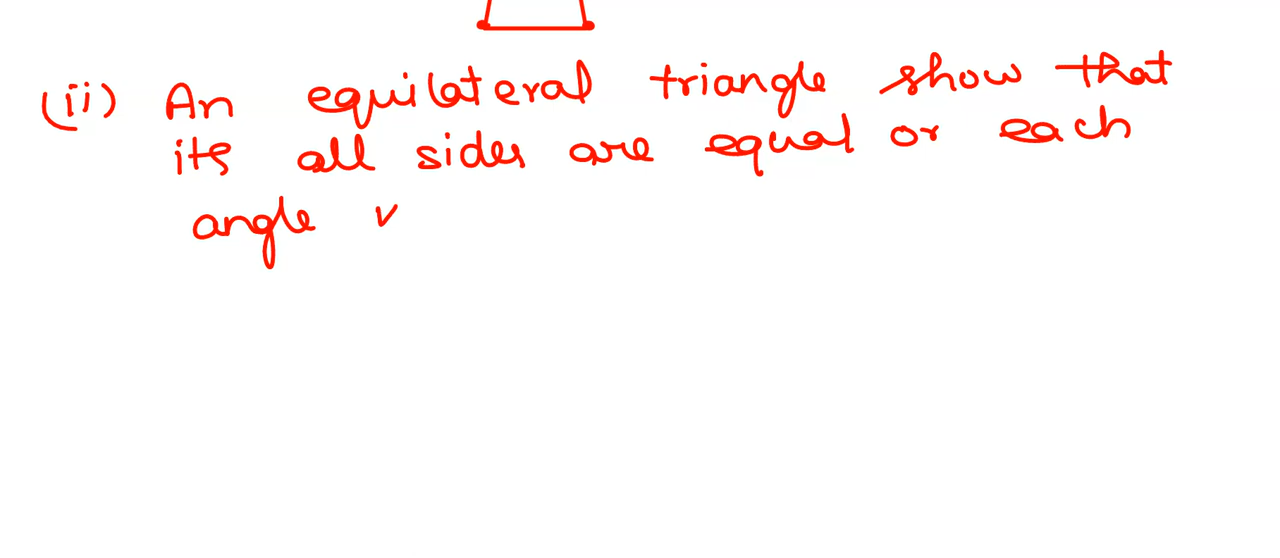 (ii) An equilateral triangle show that
its all sides are equal or each
angle